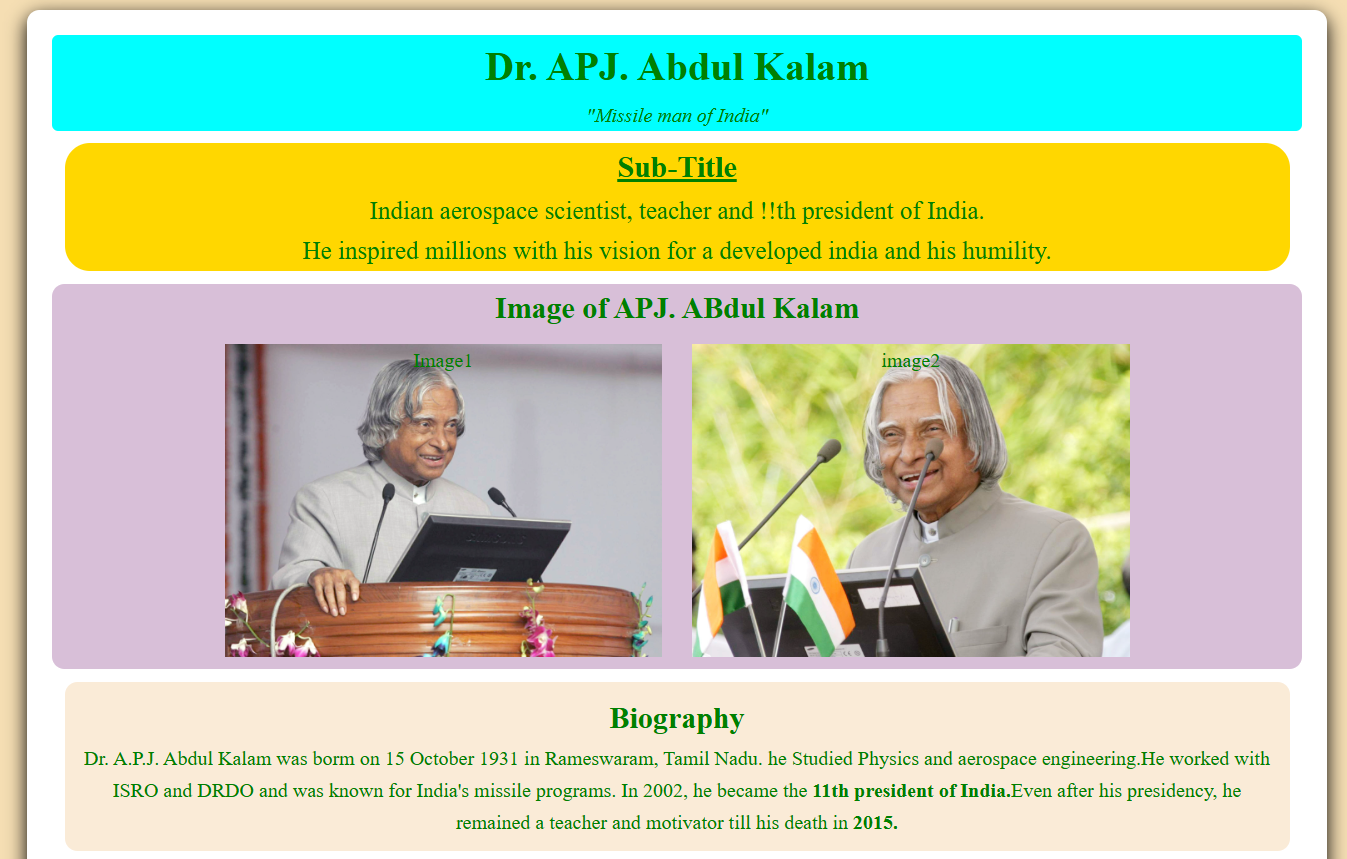 Dr. APJ. Abdul Kalam
"Missile man of India"
Sub-Title
Indian aerospace scientist, teacher and !!th president of India.
He inspired millions with his vision for a developed india and his humility.
Image of APJ. ABdul Kalam
Image1
image2
Biography
Dr. A.P.J. Abdul Kalam was borm on 15 October 1931 in Rameswaram, Tamil Nadu. he Studied Physics and aerospace engineering.He worked with
ISRO and DRDO and was known for India's missile programs. In 2002, he became the 11th president of India.Even after his presidency, he
remained a teacher and motivator till his death in 2015.